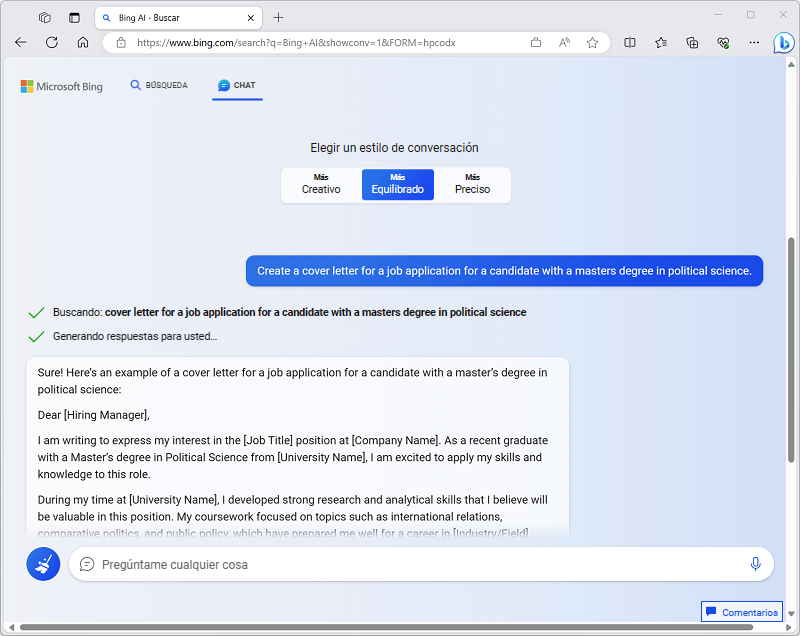 Bing AI - Buscar
https://www.bing.com/search?q=Bing+AI&showconv=1&FORM=hpcodx
Microsoft Bing
BÚSQUEDA
CHAT
Elegir un estilo de conversación
Más
Creativo
Más
Equilibrado
Más
Preciso
Create a cover letter for a job application for a candidate with a masters degree in political science.
Buscando: cover letter for a job application for a candidate with a masters degree in political science
Generando respuestas para usted...
Sure! Here’s an example of a cover letter for a job application for a candidate with a master’s degree in
political science:
Dear [Hiring Manager],
I am writing to express my interest in the [Job Title] position at [Company Name]. As a recent graduate
with a Master’s degree in Political Science from [University Name], I am excited to apply my skills and
knowledge to this role.
During my time at [University Name], I developed strong research and analytical skills that I believe will
be valuable in this position. My coursework focused on topics such as international relations,
comparative politics, and public policy, which have prepared me well for a career in [Industry/Field].
Pregúntame cualquier cosa
Comentarios